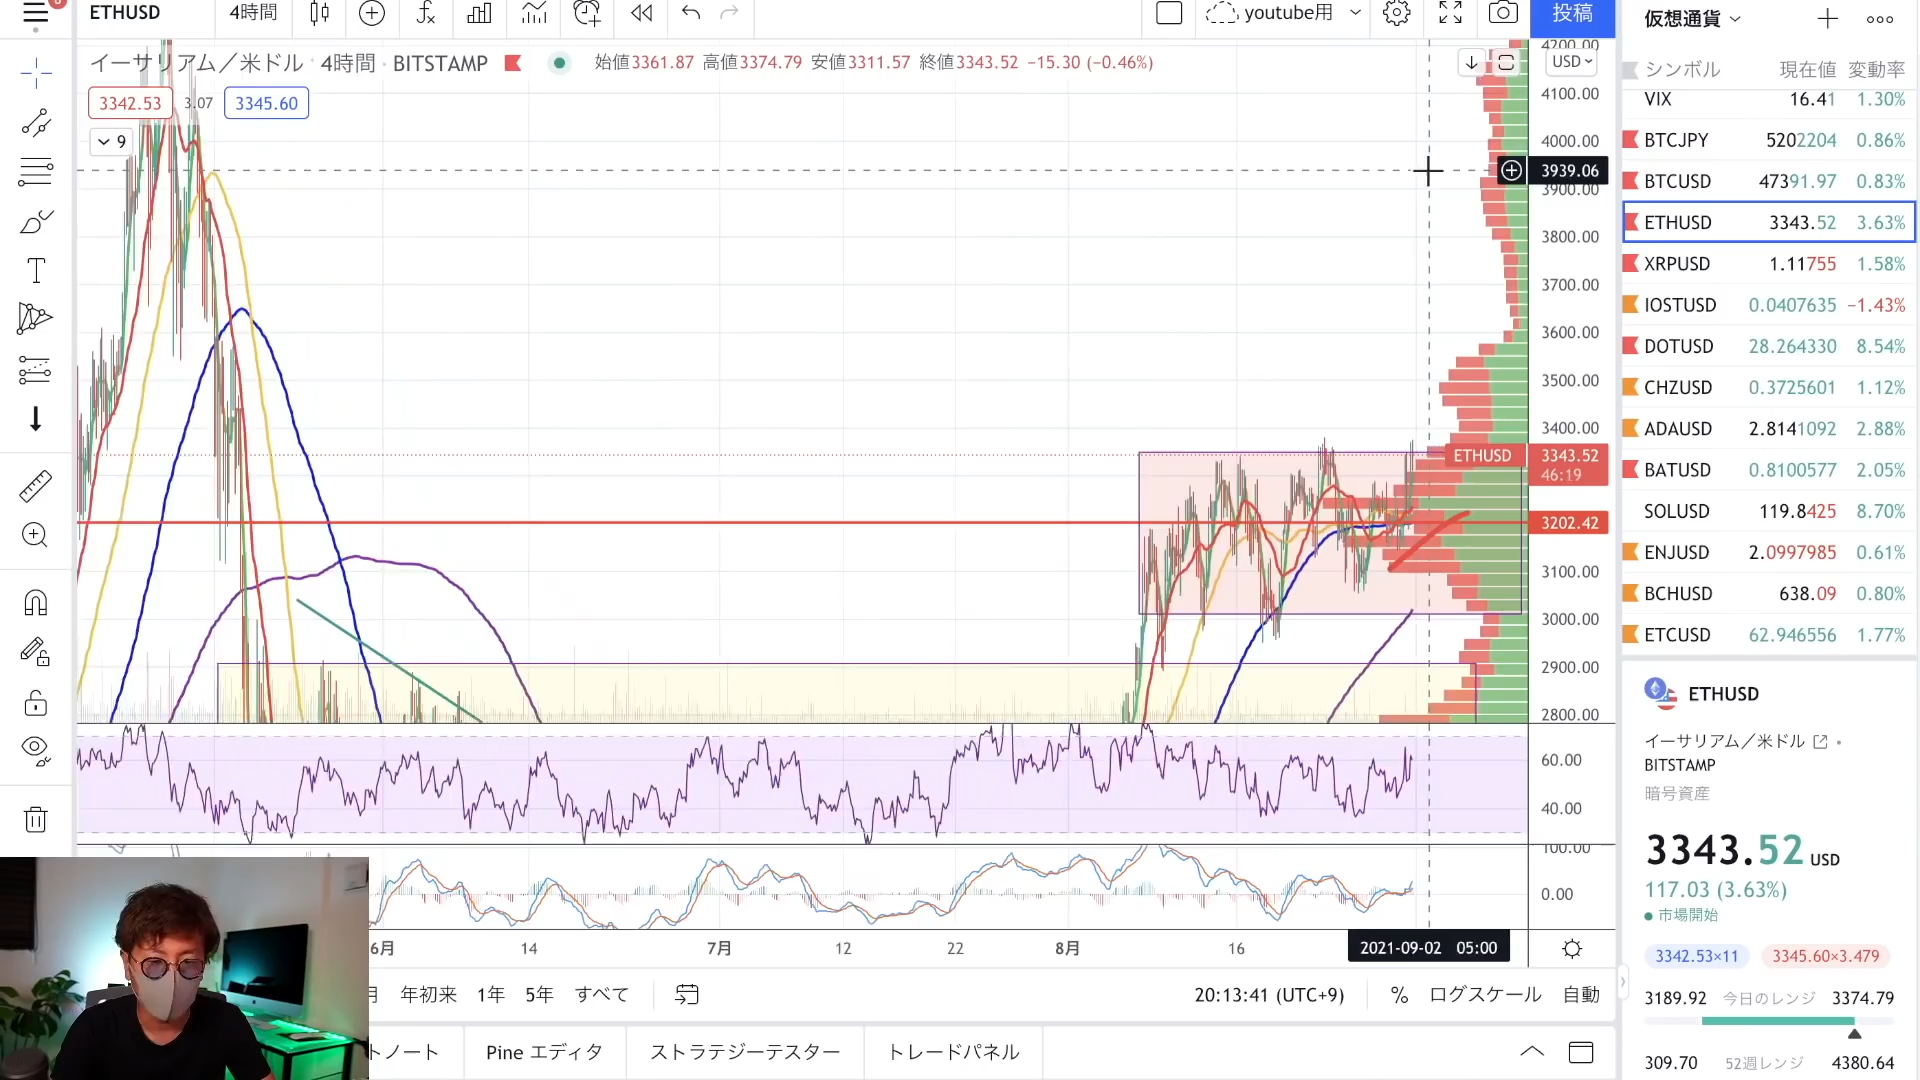 ETHUSD
4時間
youtube用
投稿
仮想通貨
イーサリアム／米ドル · 4時間 · BITSTAMP
始値3361.87 高値3374.79 安値3311.57 終値3343.52 −15.30 (−0.46%)
USD
3342.53
3.07
3345.60
9
4200.00
4100.00
4000.00
3939.06
3900.00
3800.00
3700.00
3600.00
3500.00
3400.00
ETHUSD
3343.52
46:19
3202.42
3100.00
3000.00
2900.00
2800.00
60.00
40.00
100.00
0.00
6月
14
7月
12
22
8月
16
2021-09-02 05:00
月
年初来
1年
5年
すべて
20:13:41 (UTC+9)
%
ログスケール
自動
トノート
Pine エディタ
ストラテジーテスター
トレードパネル
シンボル 現在値 変動率
VIX 16.41 1.30%
BTCJPY 5202204 0.86%
BTCUSD 47391.97 0.83%
ETHUSD 3343.52 3.63%
XRPUSD 1.11755 1.58%
IOSTUSD 0.0407635 −1.43%
DOTUSD 28.264330 8.54%
CHZUSD 0.3725601 1.12%
ADAUSD 2.8141092 2.88%
BATUSD 0.8100577 2.05%
SOLUSD 119.8425 8.70%
ENJUSD 2.0997985 0.61%
BCHUSD 638.09 0.80%
ETCUSD 62.946556 1.77%
ETHUSD
イーサリアム／米ドル
BITSTAMP
暗号資産
3343.52 USD
117.03 (3.63%)
市場開始
3342.53×11
3345.60×3.479
3189.92 今日のレンジ 3374.79
309.70 52週レンジ 4380.64